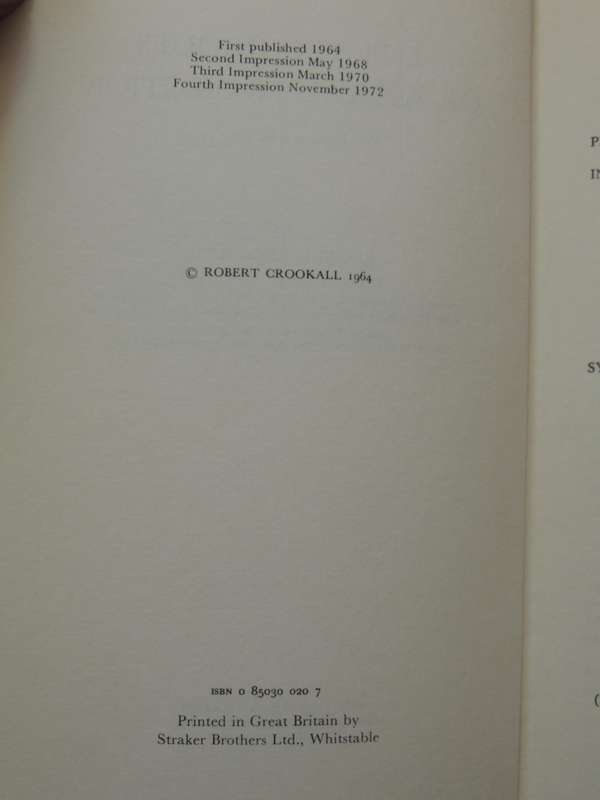 First published 1964
Second Impression May 1968
Third Impression March 1970
Fourth Impression November 1972
© ROBERT CROOKALL 1964
ISBN 0 85030 020 7
Printed in Great Britain by
Straker Brothers Ltd., Whitstable